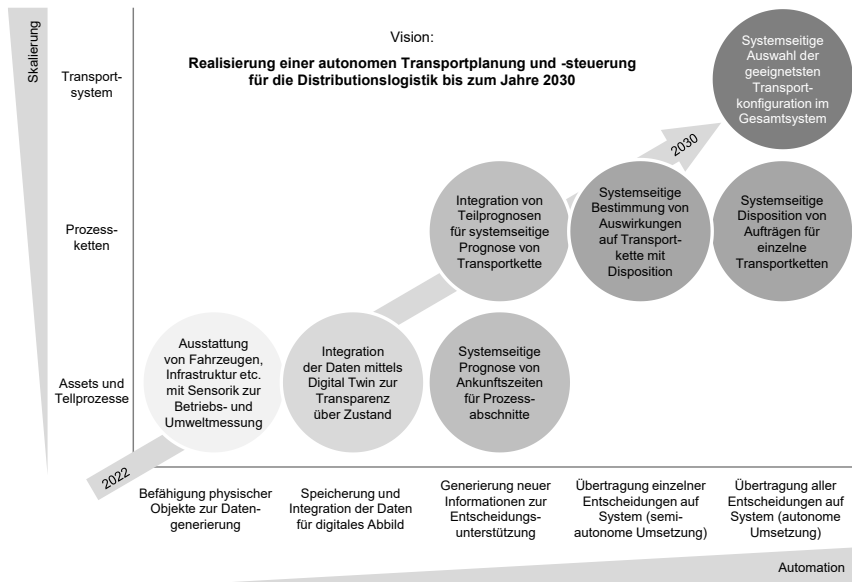 Skalierung
Vision:
Realisierung einer autonomen Transportplanung und -steuerung
für die Distributionslogistik bis zum Jahre 2030
Transport-
system
Systemseitige
Auswahl der
geeignetsten
Transport-
konfiguration im
Gesamtsystem
2030
Prozess-
ketten
Integration von
Teilprognosen
für systemseitige
Prognose von
Transportkette
Systemseitige
Bestimmung von
Auswirkungen
auf Transport-
kette mit
Disposition
Systemseitige
Disposition von
Aufträgen für
einzelne
Transportketten
Assets und
Tellprozesse
Ausstattung
von Fahrzeugen,
Infrastruktur etc.
mit Sensorik zur
Betriebs- und
Umweltmessung
Integration
der Daten mittels
Digital Twin zur
Transparenz
über Zustand
Systemseitige
Prognose von
Ankunftszeiten
für Prozess-
abschnitte
2022
Befähigung physischer
Objekte zur Daten-
generierung
Speicherung und
Integration der Daten
für digitales Abbild
Generierung neuer
Informationen zur
Entscheidungs-
unterstützung
Übertragung einzelner
Entscheidungen auf
System (semi-
autonome Umsetzung)
Übertragung aller
Entscheidungen auf
System (autonome
Umsetzung)
Automation